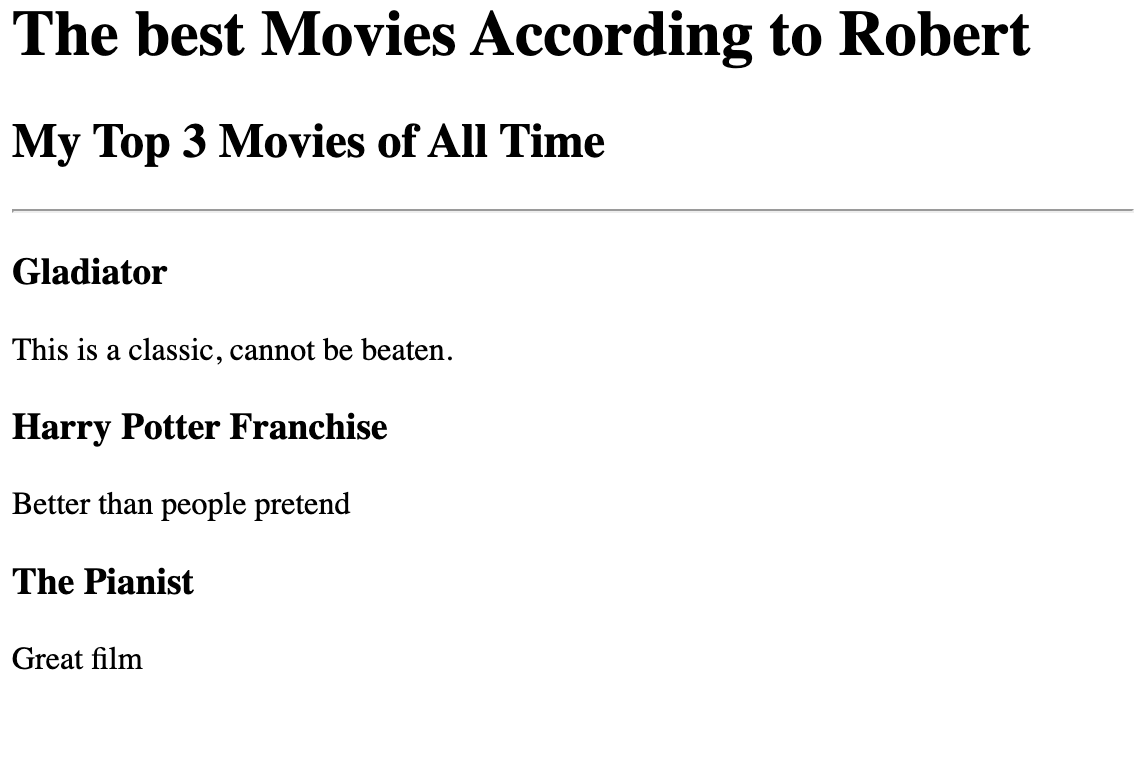 The best Movies According to Robert
My Top 3 Movies of All Time
Gladiator
This is a classic, cannot be beaten.
Harry Potter Franchise
Better than people pretend
The Pianist
Great film